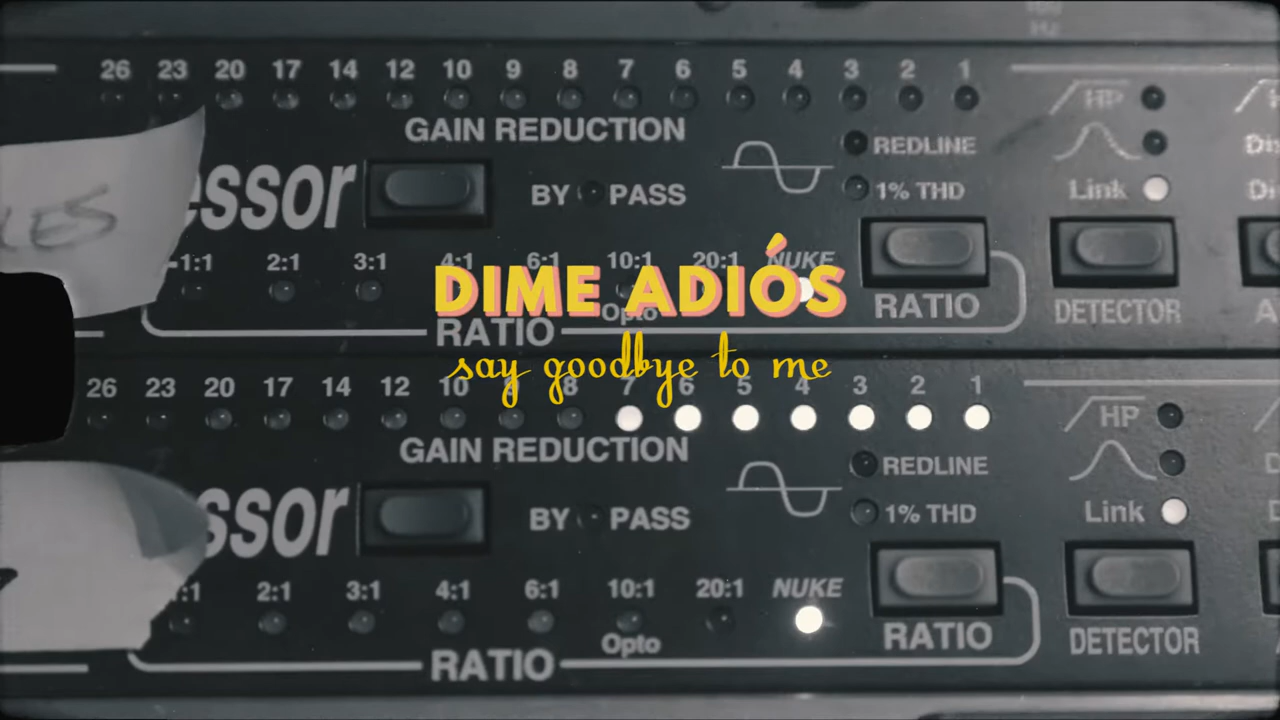 26 23 20 17 14 12 10 9 8 7 6 5 4 3 2 1
HP
GAIN REDUCTION
REDLINE
essor
BY PASS
1% THD
Link
1:1 2:1 3:1 4:1 6:1 10:1 20:1 NUKE
DIME ADIÓS
Opto
RATIO
DETECTOR
RATIO
say goodbye to me
26 23 20 17 14 12 10 9 8 7 6 5 4 3 2 1
HP
GAIN REDUCTION
REDLINE
ssor
BY PASS
1% THD
Link
:1 2:1 3:1 4:1 6:1 10:1 20:1 NUKE
Opto
RATIO
DETECTOR
RATIO